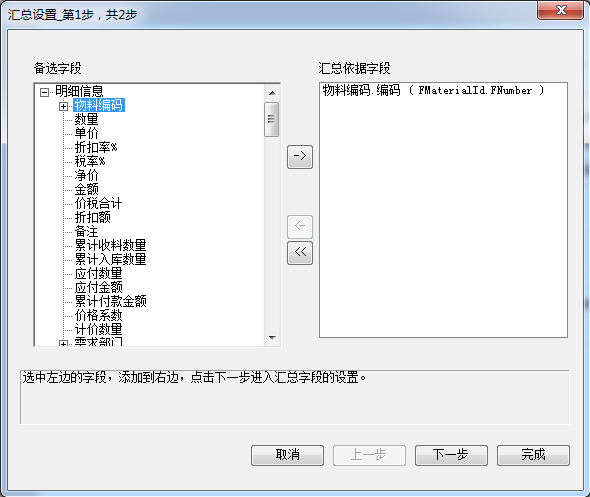 汇总设置_第1步，共2步
备选字段
明细信息
物料编码
数量
单价
折扣率%
税率%
净价
金额
价税合计
折扣额
备注
累计收料数量
累计入库数量
应付数量
应付金额
累计付款金额
价格系数
计价数量
需求部门
->
<-
<<
汇总依据字段
物料编码.编码 ( FMaterialId.FNumber )
选中左边的字段，添加到右边，点击下一步进入汇总字段的设置。
取消 上一步 下一步 完成